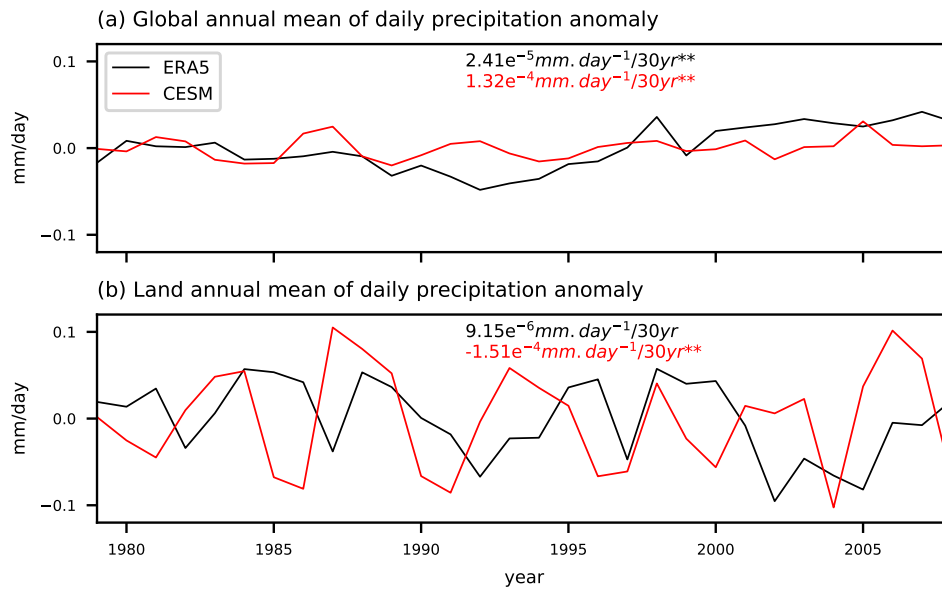 (a) Global annual mean of daily precipitation anomaly
0.1
0.0
−0.1
mm/day
ERA5
CESM
2.41e⁻⁵mm.day⁻¹/30yr**
1.32e⁻⁴mm.day⁻¹/30yr**
(b) Land annual mean of daily precipitation anomaly
0.1
0.0
−0.1
mm/day
9.15e⁻⁶mm.day⁻¹/30yr
-1.51e⁻⁴mm.day⁻¹/30yr**
1980 1985 1990 1995 2000 2005
year